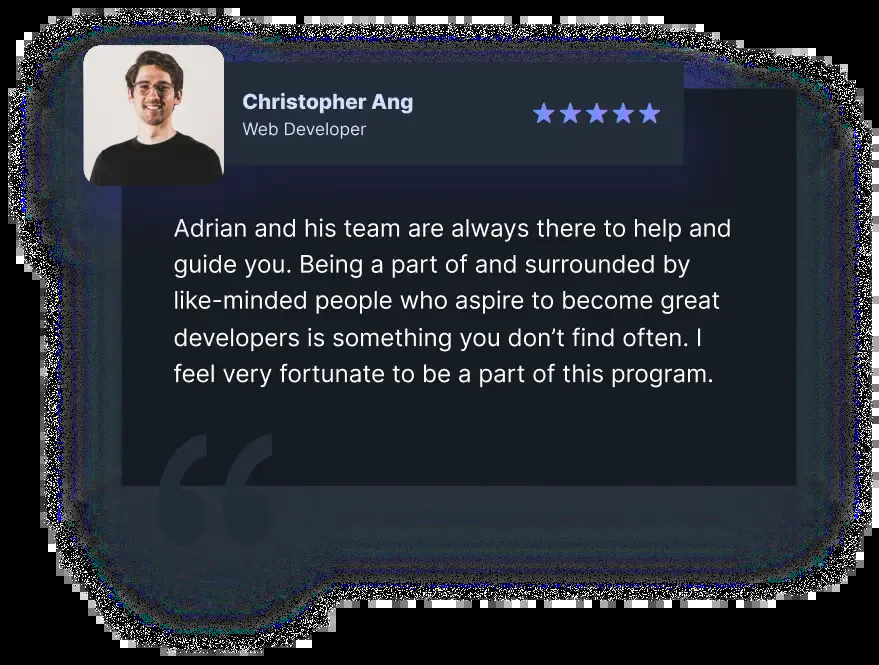 Christopher Ang
Web Developer
Adrian and his team are always there to help and
guide you. Being a part of and surrounded by
like-minded people who aspire to become great
developers is something you don’t find often. I
feel very fortunate to be a part of this program.
“